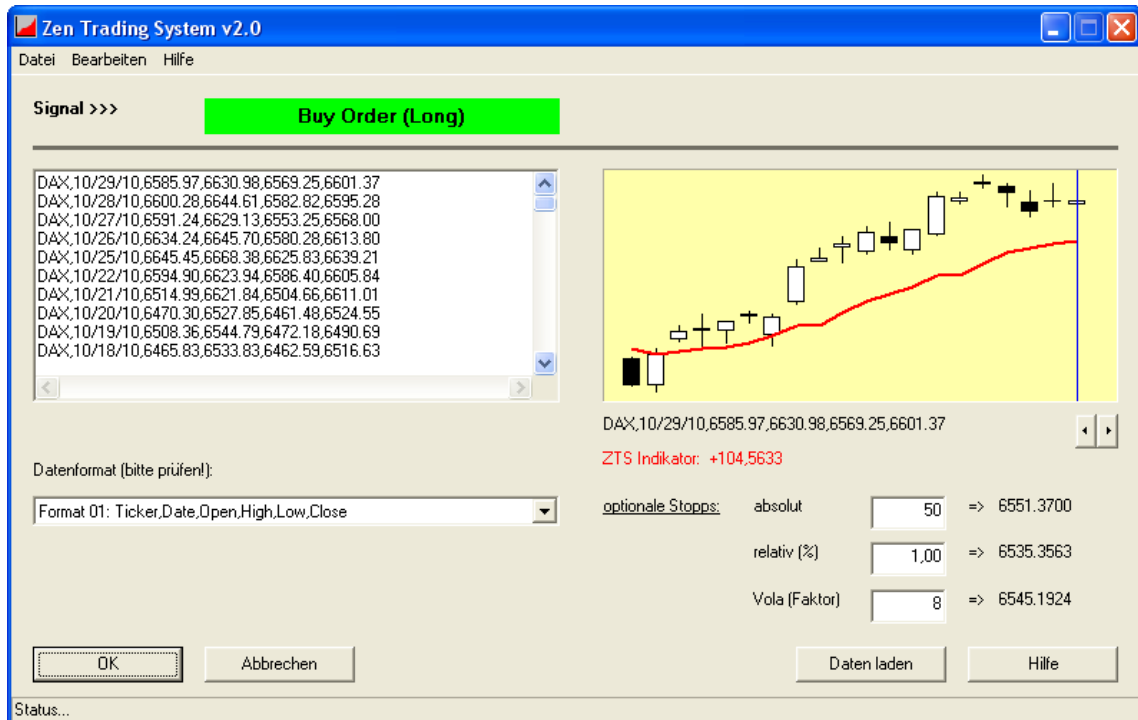 Zen Trading System v2.0
Datei Bearbeiten Hilfe
Signal >>>
Buy Order (Long)
DAX,10/29/10,6585.97,6630.98,6569.25,6601.37
DAX,10/28/10,6600.28,6644.61,6582.82,6595.28
DAX,10/27/10,6591.24,6629.13,6553.25,6568.00
DAX,10/26/10,6634.24,6645.70,6580.28,6613.80
DAX,10/25/10,6645.45,6668.38,6625.83,6639.21
DAX,10/22/10,6594.90,6623.94,6586.40,6605.84
DAX,10/21/10,6514.99,6621.84,6504.66,6611.01
DAX,10/20/10,6470.30,6527.85,6461.48,6524.55
DAX,10/19/10,6508.36,6544.79,6472.18,6490.69
DAX,10/18/10,6465.83,6533.83,6462.59,6516.63
DAX,10/29/10,6585.97,6630.98,6569.25,6601.37
ZTS Indikator: +104,5633
Datenformat (bitte prüfen!):
Format 01: Ticker,Date,Open,High,Low,Close
optionale Stopps: absolut 50 => 6551.3700
relativ (%) 1,00 => 6535.3563
Vola (Faktor) 8 => 6545.1924
OK Abbrechen Daten laden Hilfe
Status...